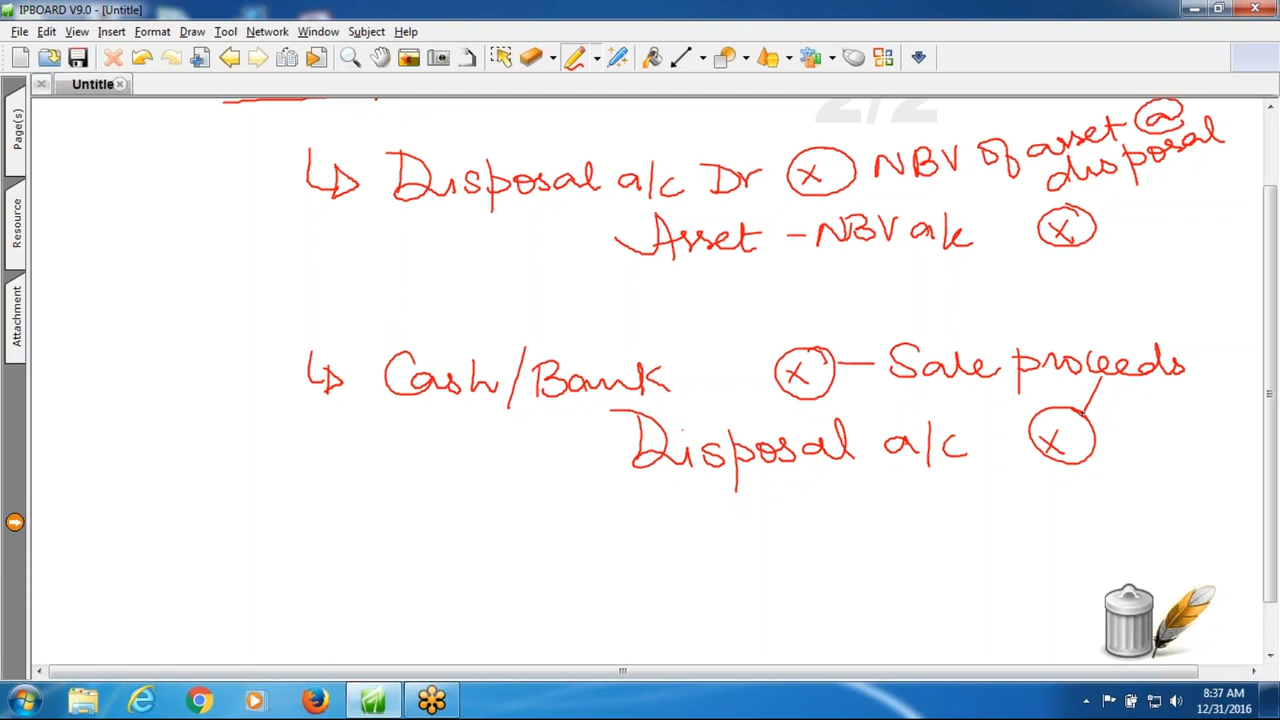 IPBOARD V9.0 - [Untitle]
File Edit View Insert Format Draw Tool Network Window Subject Help
Untitle
Page(s)
Resource
Attachment
2/2
↳ Disposal a/c Dr X NBV of asset @ disposal
Asset - NBV a/c X
↳ Cash/Bank X — Sale proceeds
Disposal a/c X
8:37 AM
12/31/2016